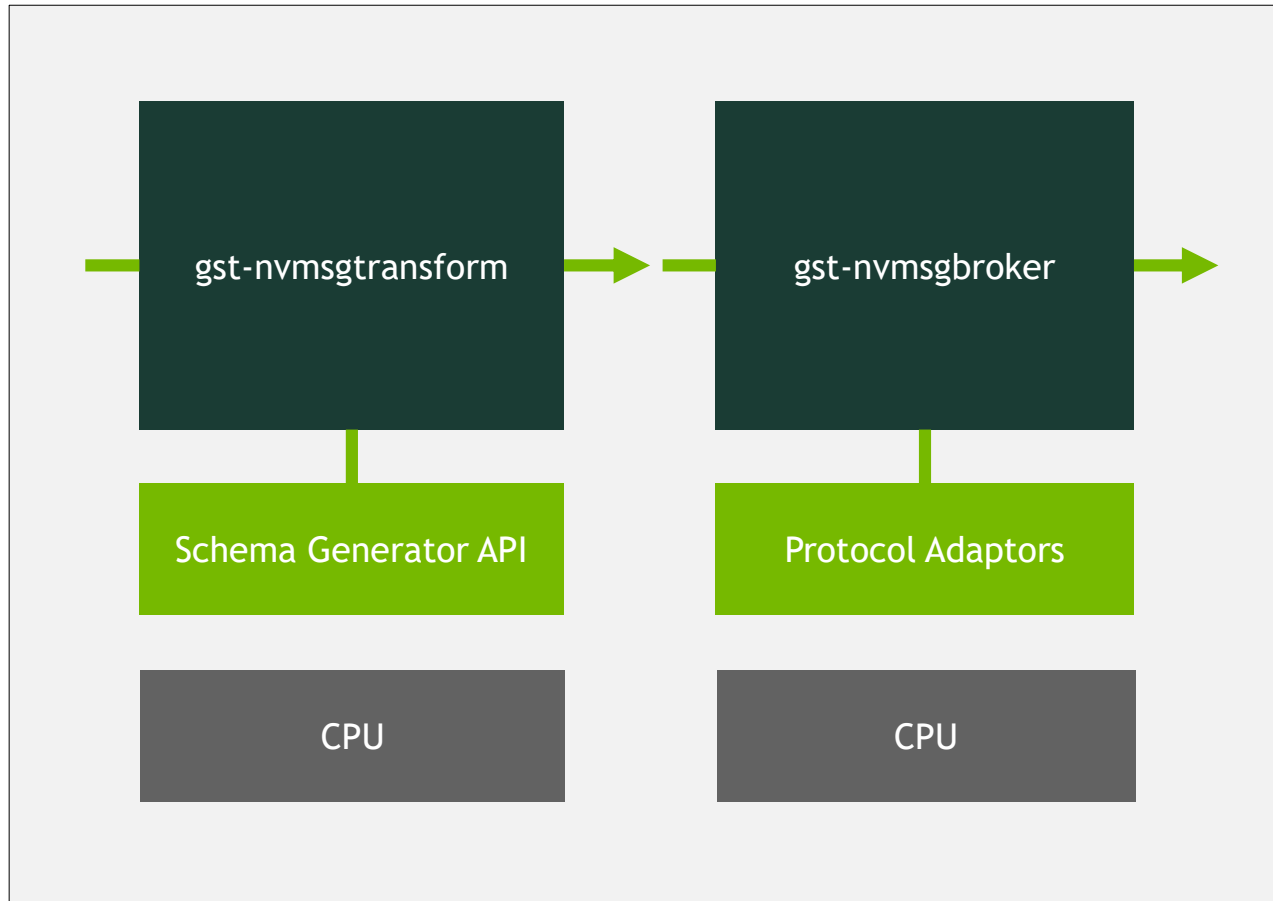 gst-nvmsgtransform
gst-nvmsgbroker
Schema Generator API
Protocol Adaptors
CPU
CPU